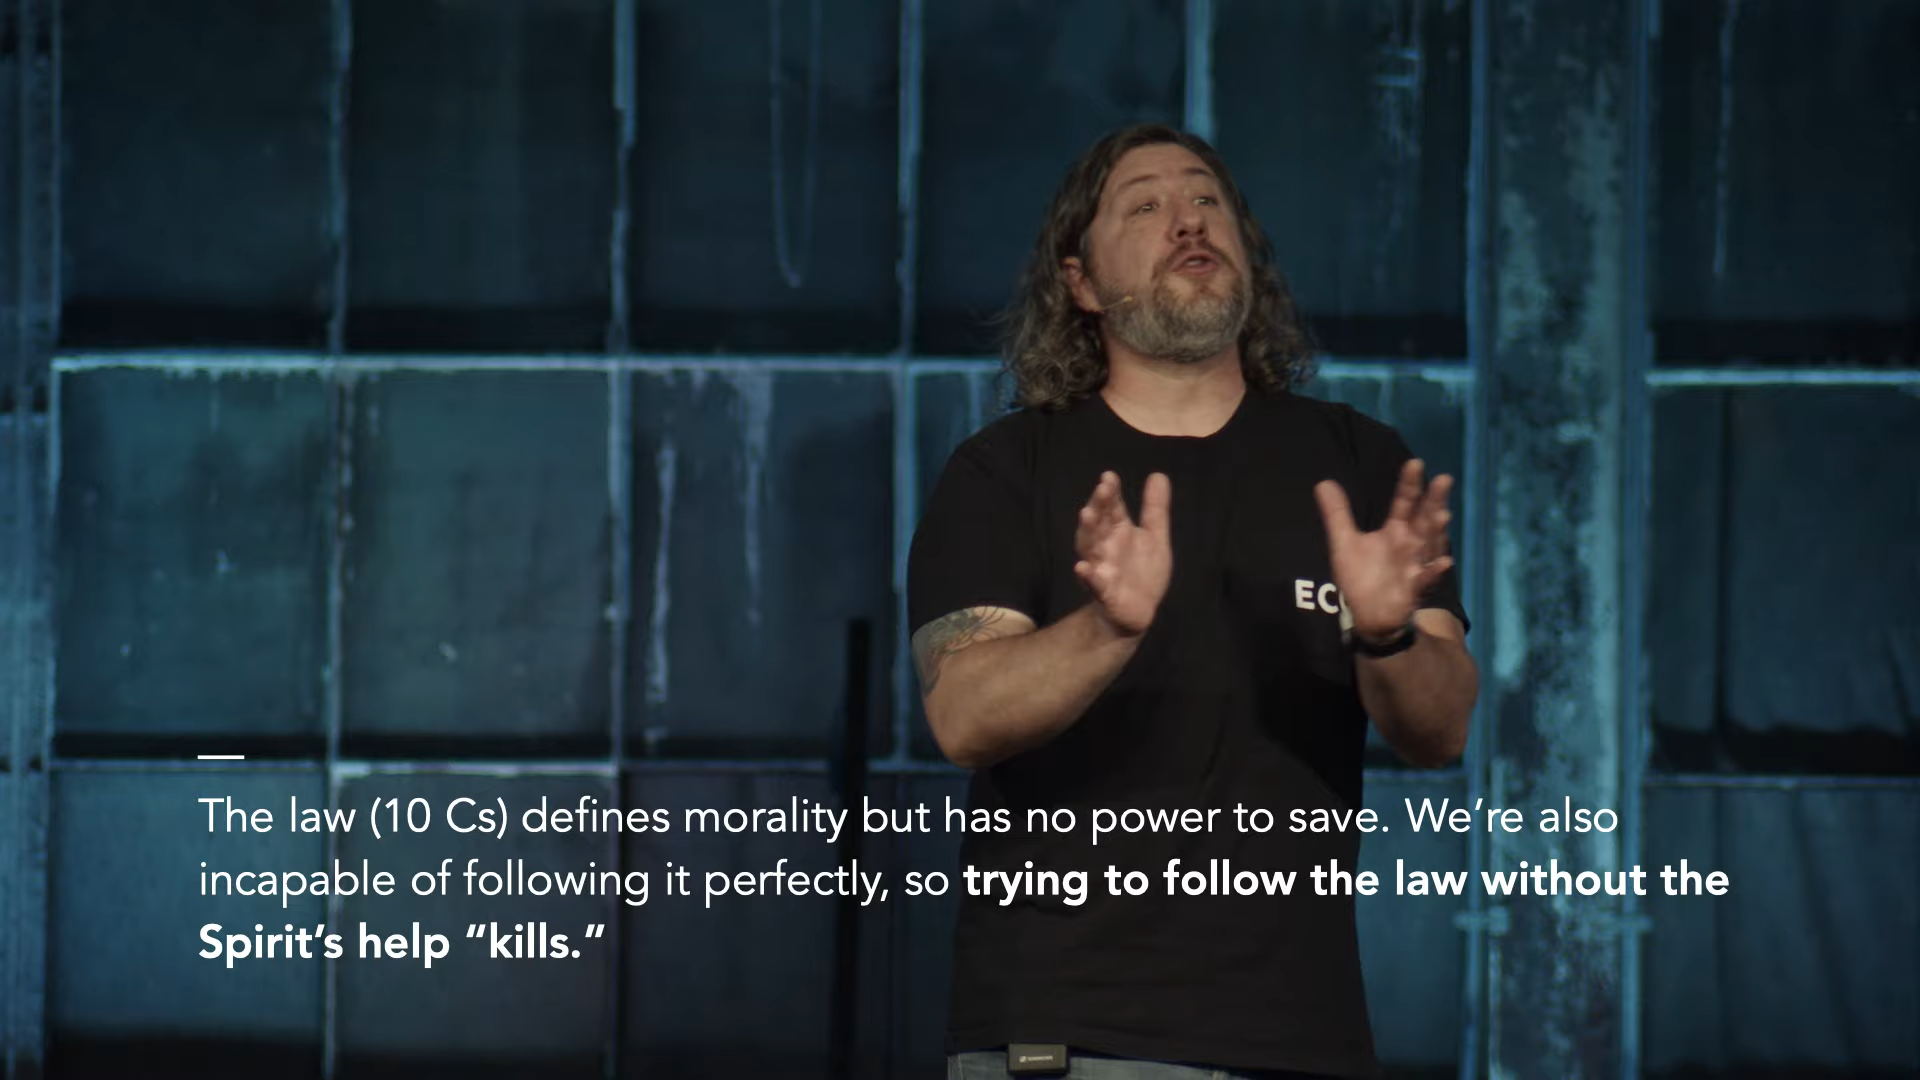 EC
The law (10 Cs) defines morality but has no power to save. We’re also
incapable of following it perfectly, so trying to follow the law without the
Spirit’s help “kills.”